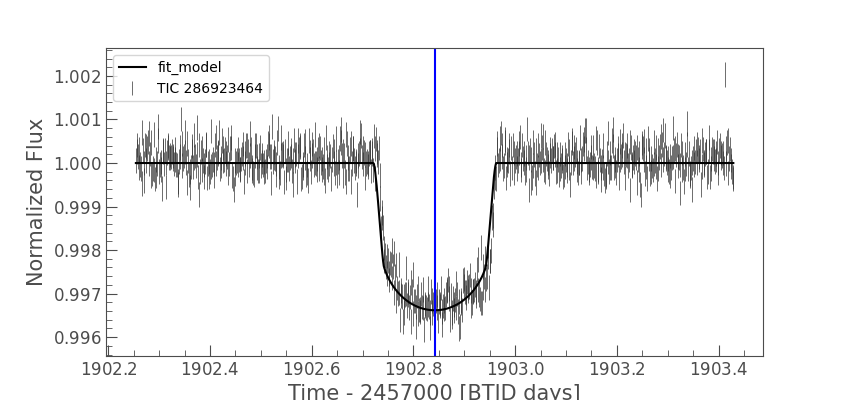 fit_model
TIC 286923464
1.002
1.001
1.000
0.999
0.998
0.997
0.996
Normalized Flux
1902.2 1902.4 1902.6 1902.8 1903.0 1903.2 1903.4
Time - 2457000 [BTJD days]